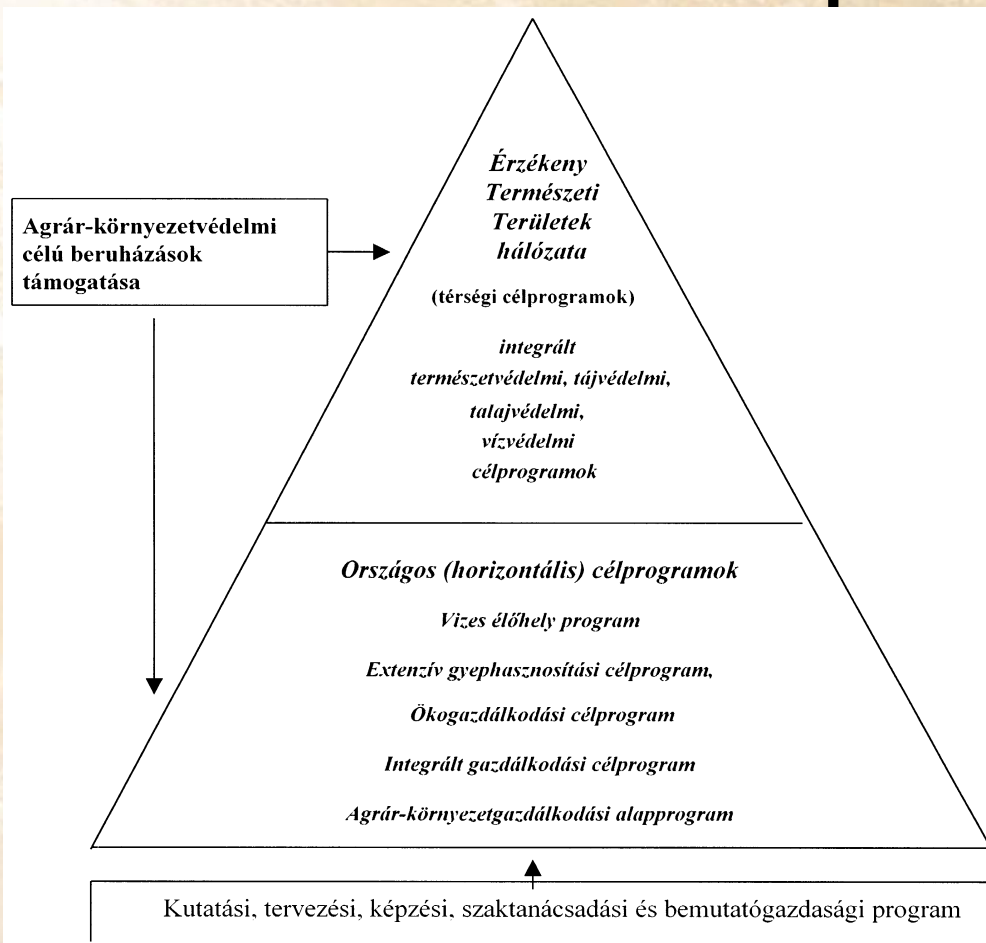 Érzékeny
Természeti
Területek
hálózata
(térségi célprogramok)
integrált
természetvédelmi, tájvédelmi,
talajvédelmi,
vízvédelmi
célprogramok
Agrár-környezetvédelmi
célú beruházások
támogatása
Országos (horizontális) célprogramok
Vizes élőhely program
Extenzív gyephasznosítási célprogram,
Ökogazdálkodási célprogram
Integrált gazdálkodási célprogram
Agrár-környezetgazdálkodási alapprogram
Kutatási, tervezési, képzési, szaktanácsadási és bemutatógazdasági program